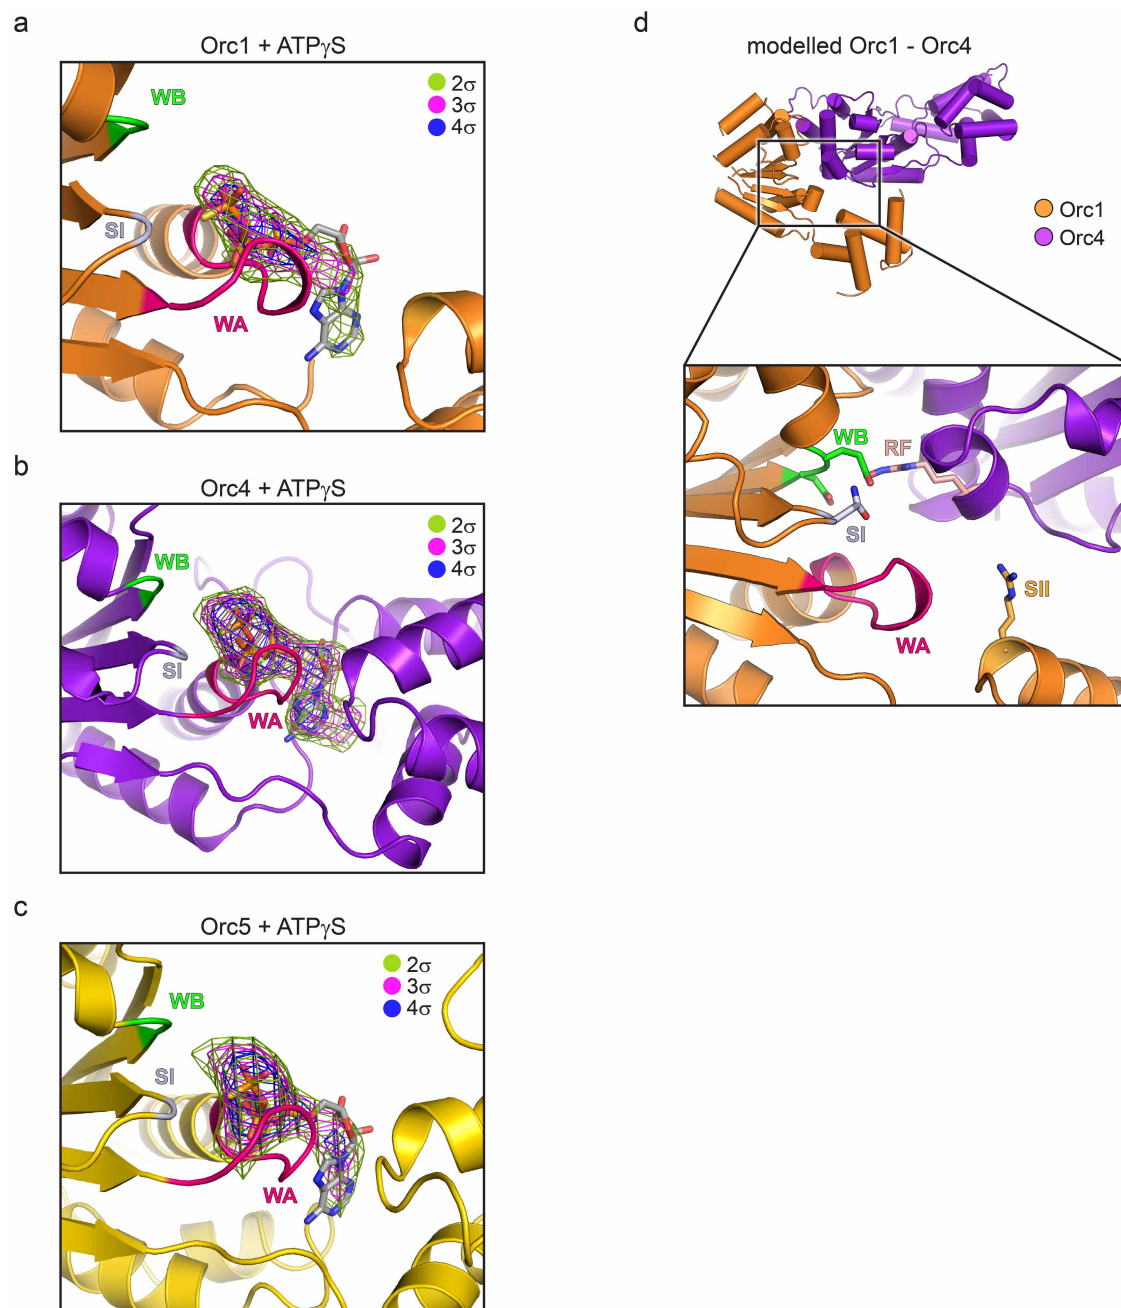 a
Orc1 + ATPγS
2σ
3σ
4σ
WB
SI
WA
b
Orc4 + ATPγS
2σ
3σ
4σ
WB
SI
WA
c
Orc5 + ATPγS
2σ
3σ
4σ
WB
SI
WA
d
modelled Orc1 - Orc4
Orc1
Orc4
WB
RF
SI
SII
WA